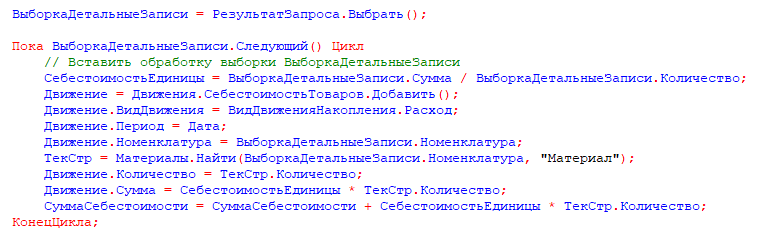 ВыборкаДетальныеЗаписи = РезультатЗапроса.Выбрать();
Пока ВыборкаДетальныеЗаписи.Следующий() Цикл
// Вставить обработку выборки ВыборкаДетальныеЗаписи
СебестоимостьЕдиницы = ВыборкаДетальныеЗаписи.Сумма / ВыборкаДетальныеЗаписи.Количество;
Движение = Движения.СебестоимостьТоваров.Добавить();
Движение.ВидДвижения = ВидДвиженияНакопления.Расход;
Движение.Период = Дата;
Движение.Номенклатура = ВыборкаДетальныеЗаписи.Номенклатура;
ТекСтр = Материалы.Найти(ВыборкаДетальныеЗаписи.Номенклатура, "Материал");
Движение.Количество = ТекСтр.Количество;
Движение.Сумма = СебестоимостьЕдиницы * ТекСтр.Количество;
СуммаСебестоимости = СуммаСебестоимости + СебестоимостьЕдиницы * ТекСтр.Количество;
КонецЦикла;